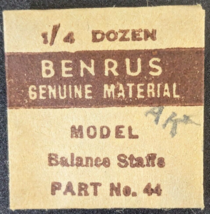 1/4 DOZEN
BENRUS
GENUINE MATERIAL
MODEL
Balance Staffs
PART No. 44